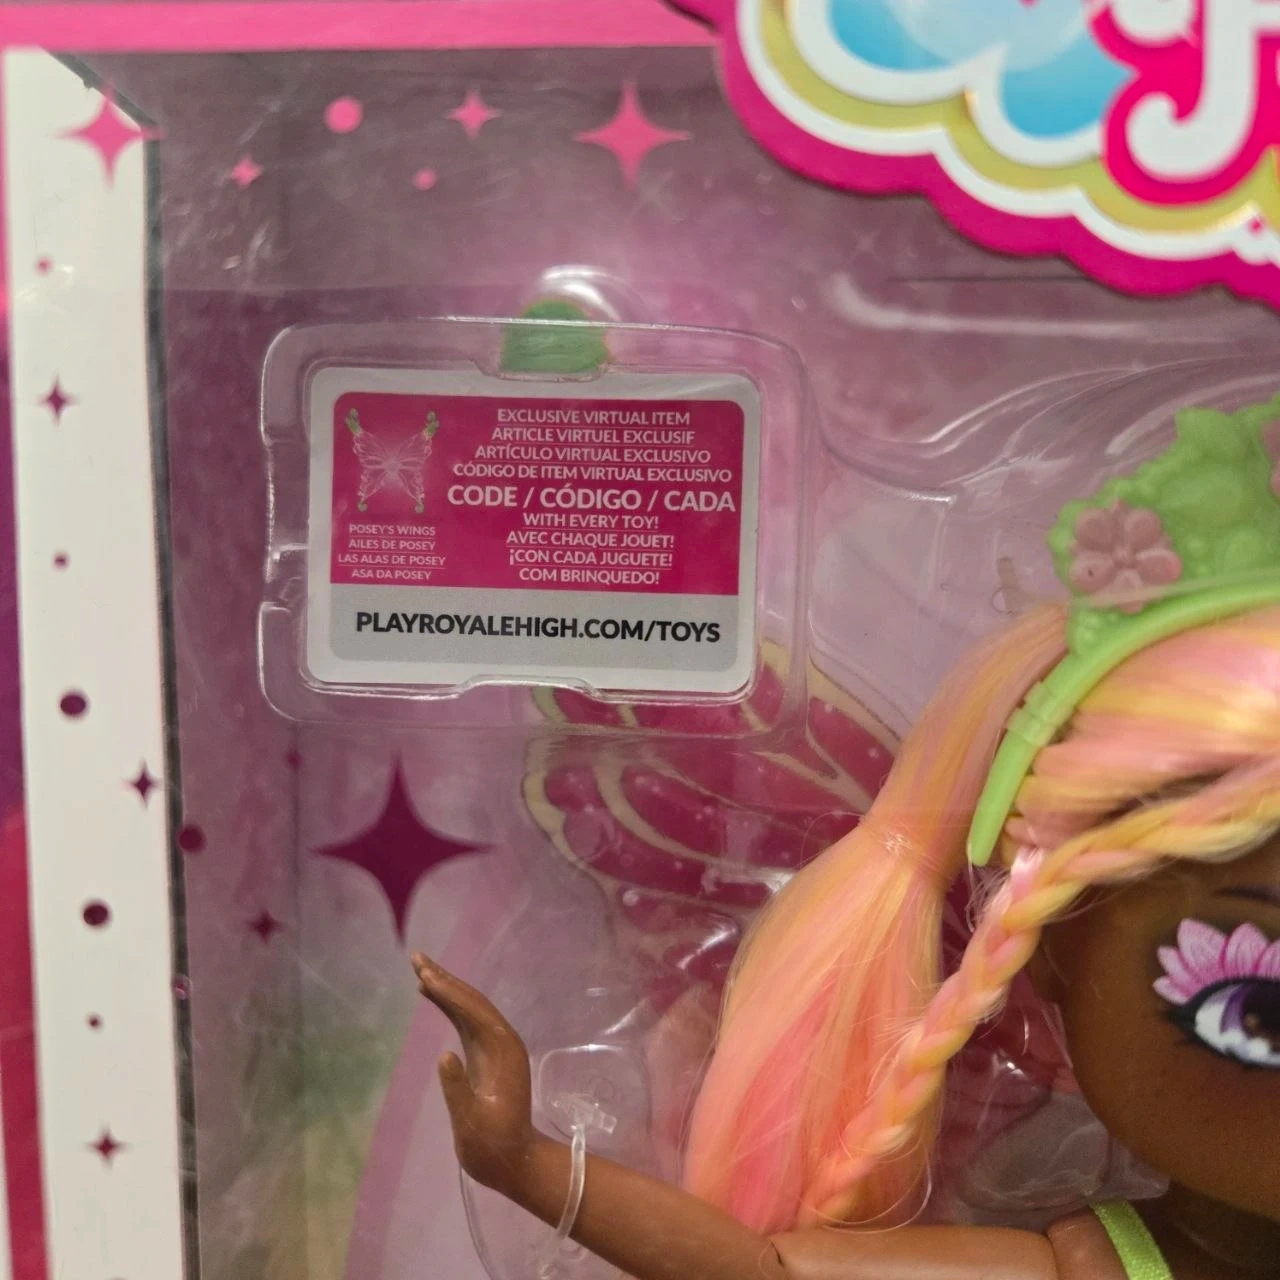 EXCLUSIVE VIRTUAL ITEM
ARTICLE VIRTUEL EXCLUSIF
ARTÍCULO VIRTUAL EXCLUSIVO
CÓDIGO DE ITEM VIRTUAL EXCLUSIVO
CODE / CÓDIGO / CADA
WITH EVERY TOY!
AVEC CHAQUE JOUET!
¡CON CADA JUGUETE!
COM BRINQUEDO!
POSEY'S WINGS
AILES DE POSEY
LAS ALAS DE POSEY
ASA DA POSEY
PLAYROYALEHIGH.COM/TOYS